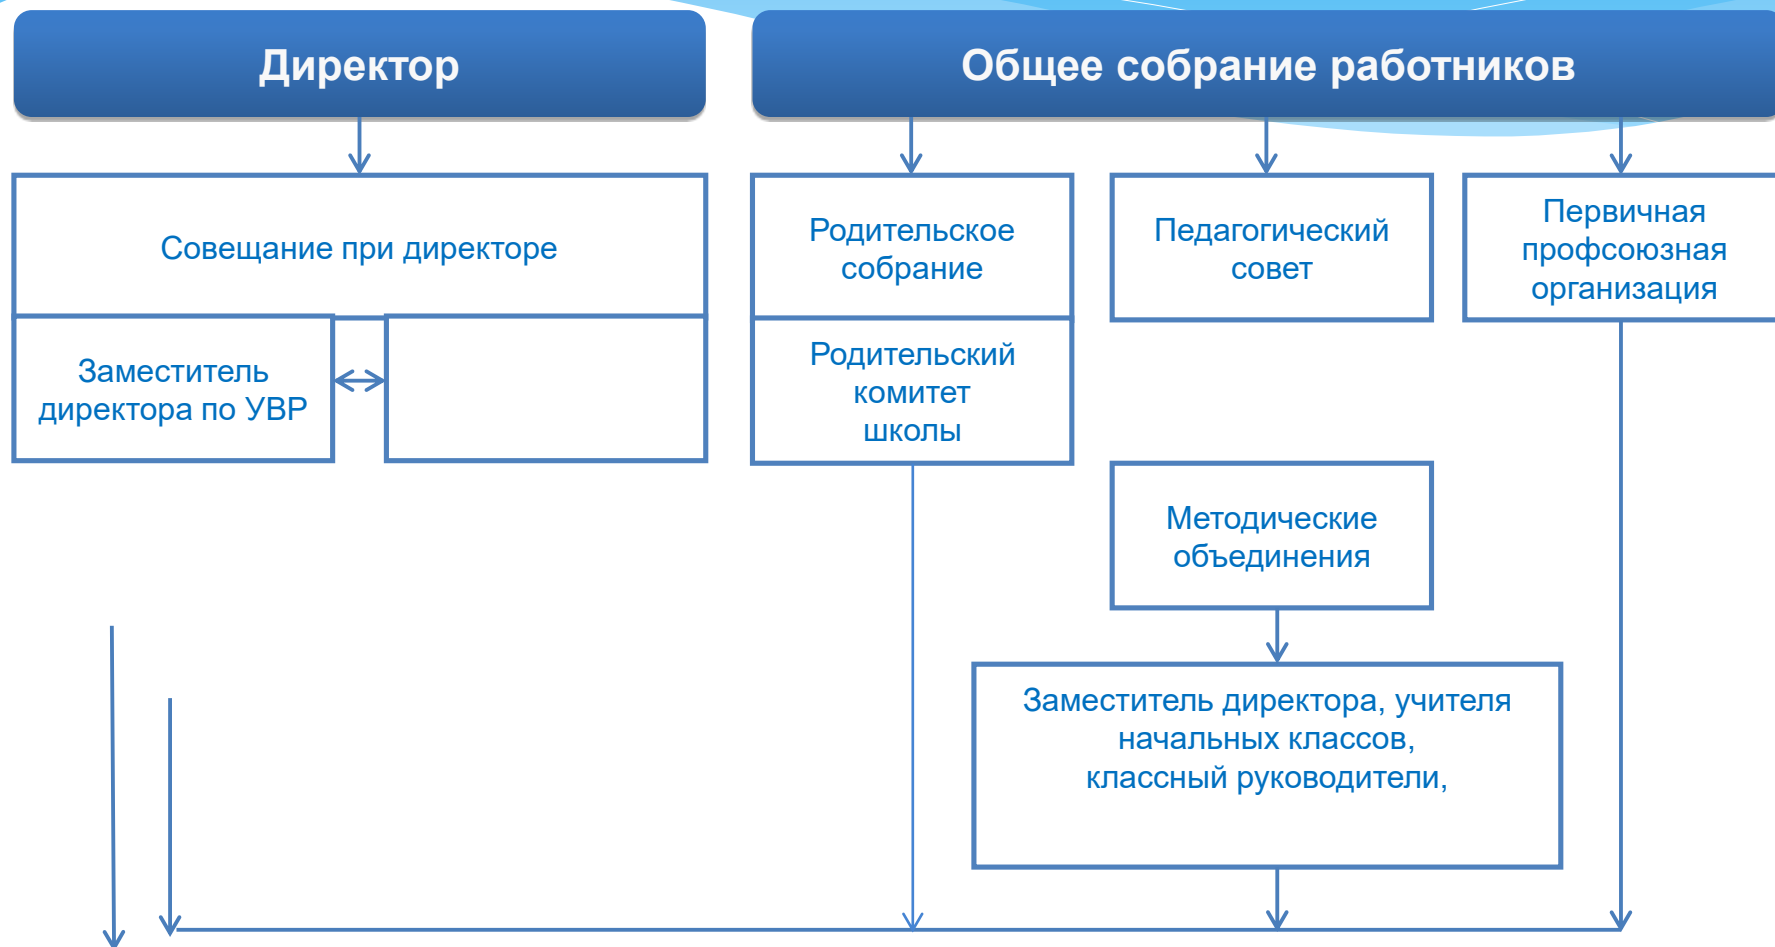 Директор
Общее собрание работников
Совещание при директоре
Родительское
собрание
Педагогический
совет
Первичная
профсоюзная
организация
Заместитель
директора по УВР
Родительский
комитет
школы
Методические
объединения
Заместитель директора, учителя
начальных классов,
классный руководители,